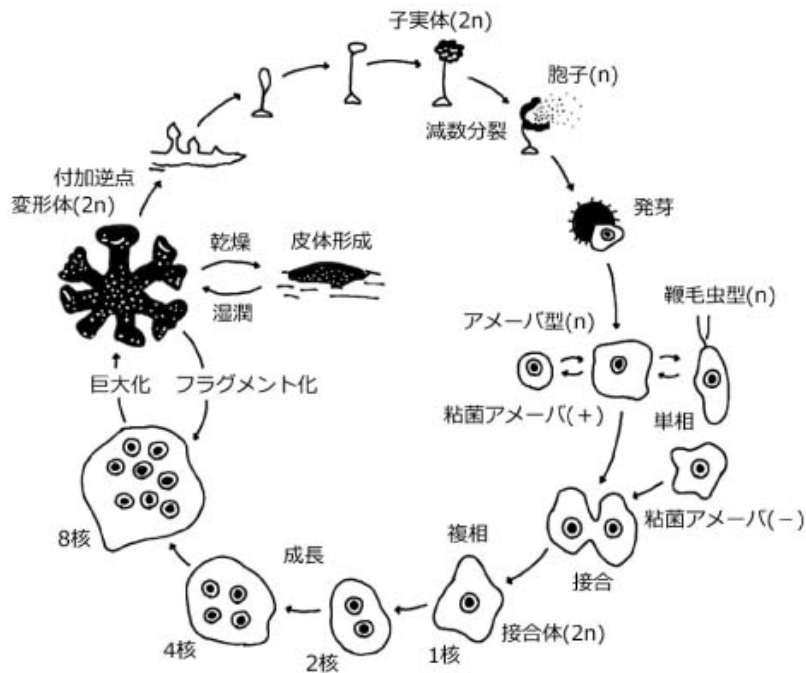 子実体(2n)
胞子(n)
減数分裂
発芽
付加逆点
変形体(2n)
乾燥
皮体形成
湿潤
鞭毛虫型(n)
アメーバ型(n)
巨大化
フラグメント化
粘菌アメーバ(+)
単相
粘菌アメーバ(-)
8核
複相
接合
成長
接合体(2n)
4核
2核
1核